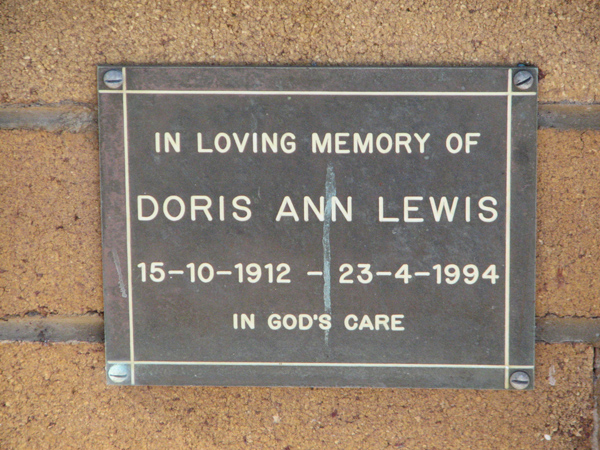 IN LOVING MEMORY OF
DORIS ANN LEWIS
15-10-1912 - 23-4-1994
IN GOD'S CARE